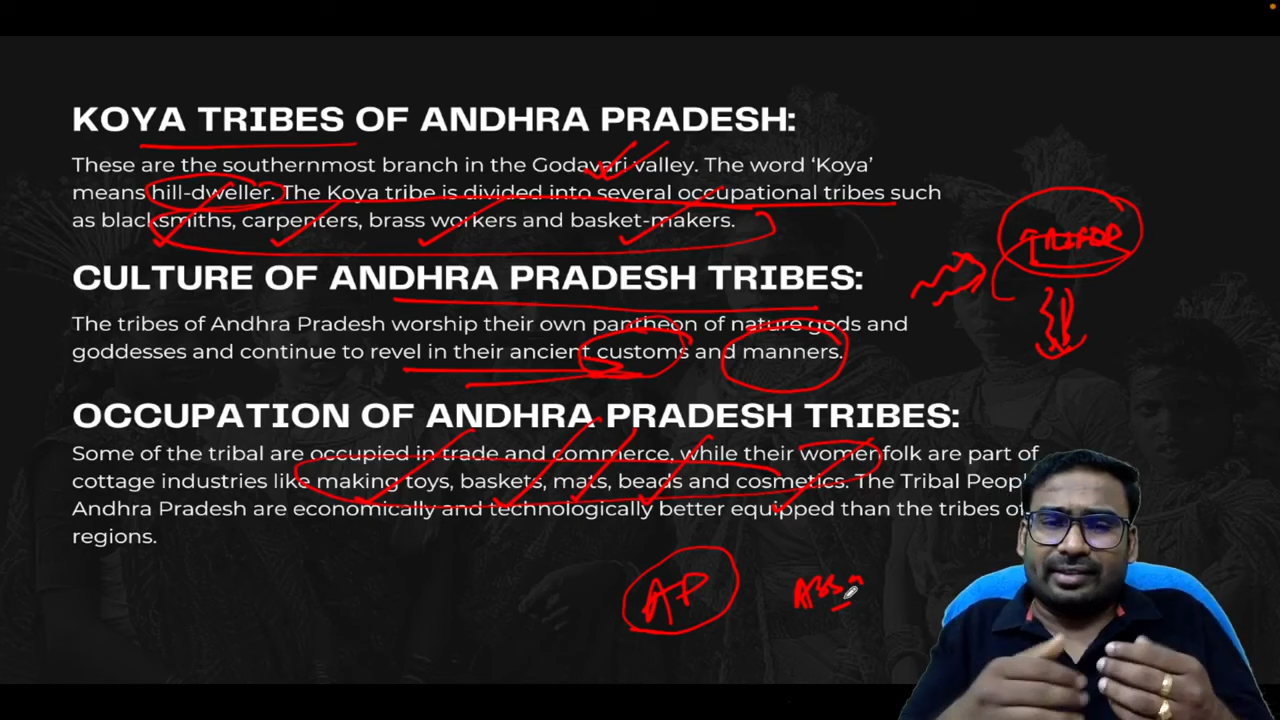 KOYA TRIBES OF ANDHRA PRADESH:
These are the southernmost branch in the Godavari valley. The word ‘Koya’
means hill-dweller. The Koya tribe is divided into several occupational tribes such
as blacksmiths, carpenters, brass workers and basket-makers.
CULTURE OF ANDHRA PRADESH TRIBES:
The tribes of Andhra Pradesh worship their own pantheon of nature gods and
goddesses and continue to revel in their ancient customs and manners.
OCCUPATION OF ANDHRA PRADESH TRIBES:
Some of the tribal are occupied in trade and commerce, while their womenfolk are part of
cottage industries like making toys, baskets, mats, beads and cosmetics. The Tribal Peop
Andhra Pradesh are economically and technologically better equipped than the tribes of
regions.
AP